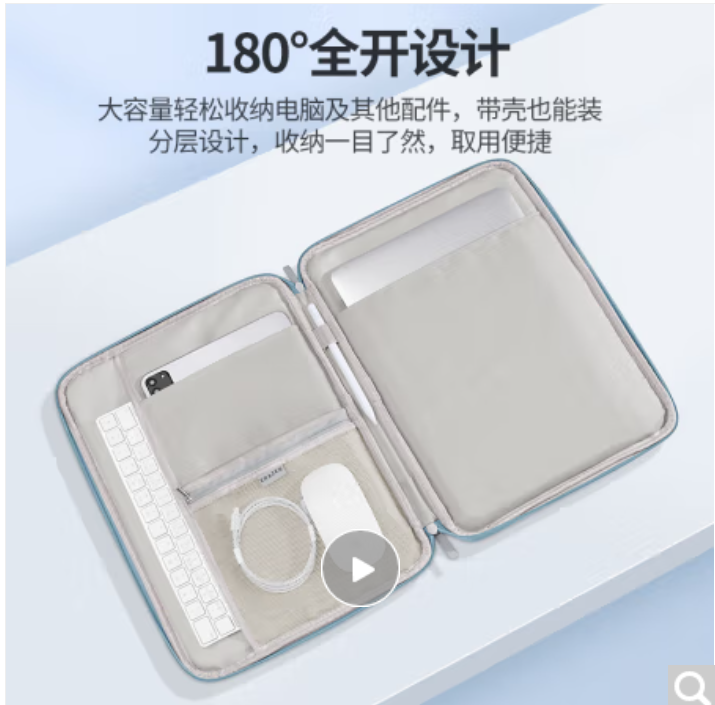 180°全开设计
大容量轻松收纳电脑及其他配件，带壳也能装
分层设计，收纳一目了然，取用便捷